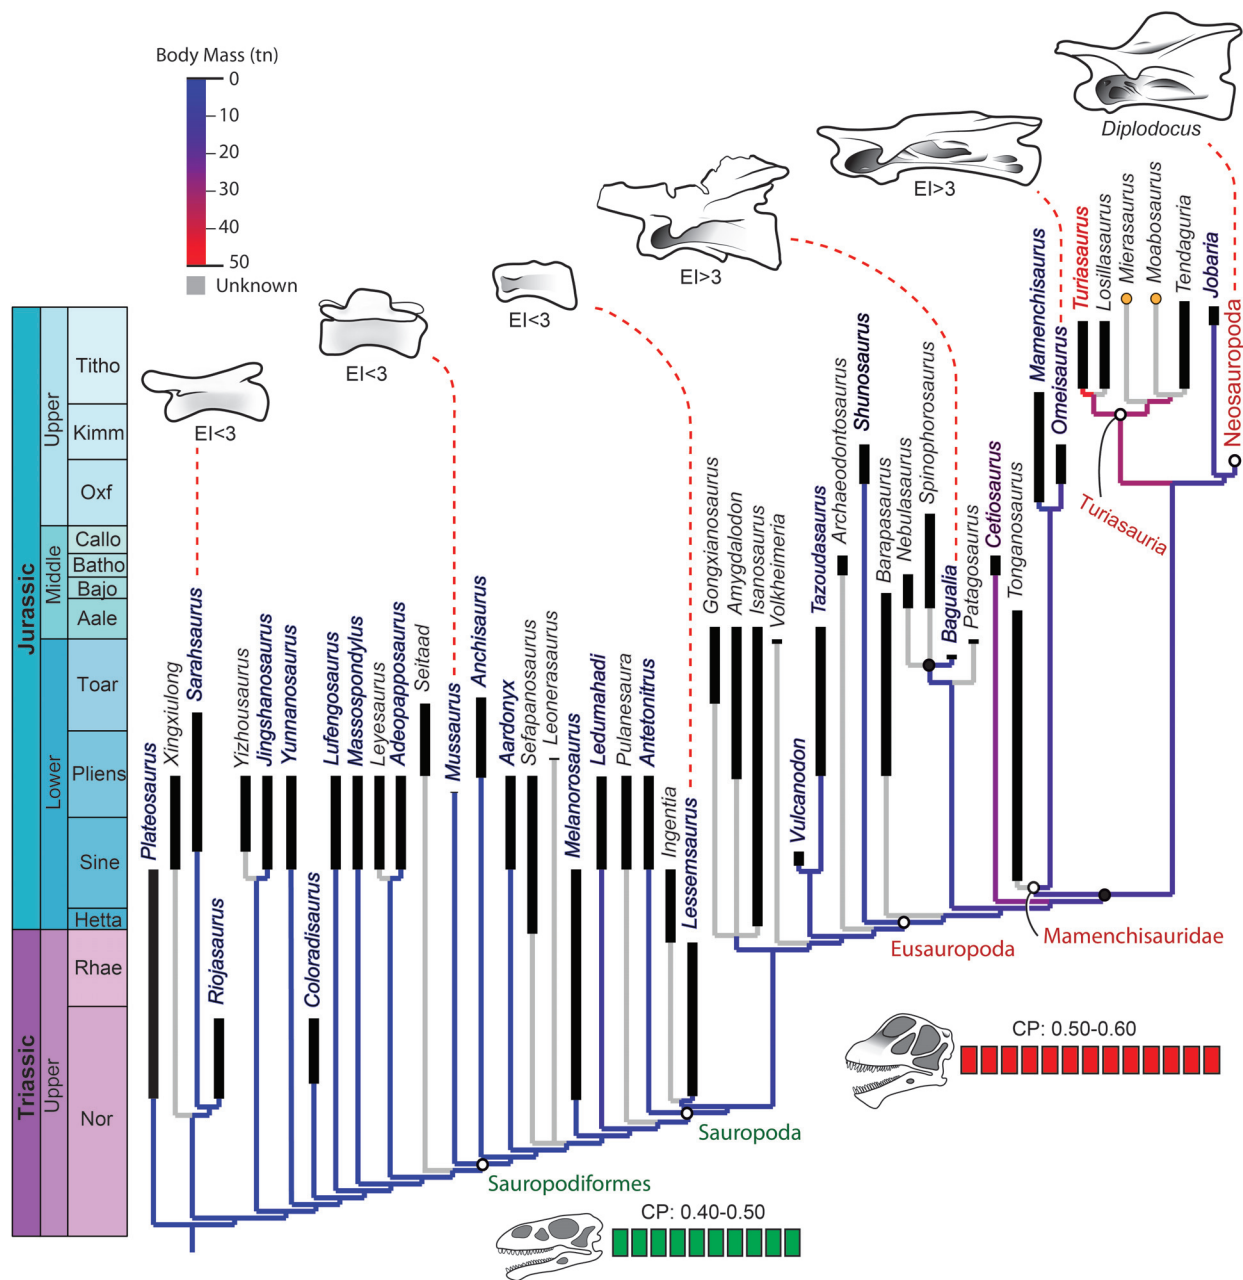 Body Mass (tn)
0
10
20
30
40
50
Unknown
Diplodocus
EI>3
EI>3
EI<3
EI<3
EI<3
Jurassic
Upper
Titho
Kimm
Oxf
Middle
Callo
Batho
Bajo
Aale
Lower
Toar
Pliens
Sine
Hetta
Triassic
Upper
Rhae
Nor
Plateosaurus
Xingxiulong
Sarahsaurus
Riojasaurus
Yizhousaurus
Jingshanosaurus
Yunnanosaurus
Coloradisaurus
Lufengosaurus
Massospondylus
Leyesaurus
Adeopapposaurus
Seitaad
Mussaurus
Anchisaurus
Aardonyx
Sefapanosaurus
Leonerasaurus
Melanorosaurus
Ledumahadi
Pulanesaura
Antetonitrus
Ingentia
Lessemsaurus
Gongxianosaurus
Amygdalodon
Isanosaurus
Volkheimeria
Vulcanodon
Tazoudasaurus
Archaeodontosaurus
Shunosaurus
Barapasaurus
Nebulasaurus
Spinophorosaurus
Bagualia
Patagosaurus
Cetiosaurus
Tonganosaurus
Mamenchisaurus
Omeisaurus
Turiasaurus
Losillasaurus
Mierasaurus
Moabosaurus
Tendaguria
Jobaria
Neosauropoda
Turiasauria
Mamenchisauridae
Eusauropoda
Sauropoda
Sauropodiformes
CP: 0.50-0.60
CP: 0.40-0.50